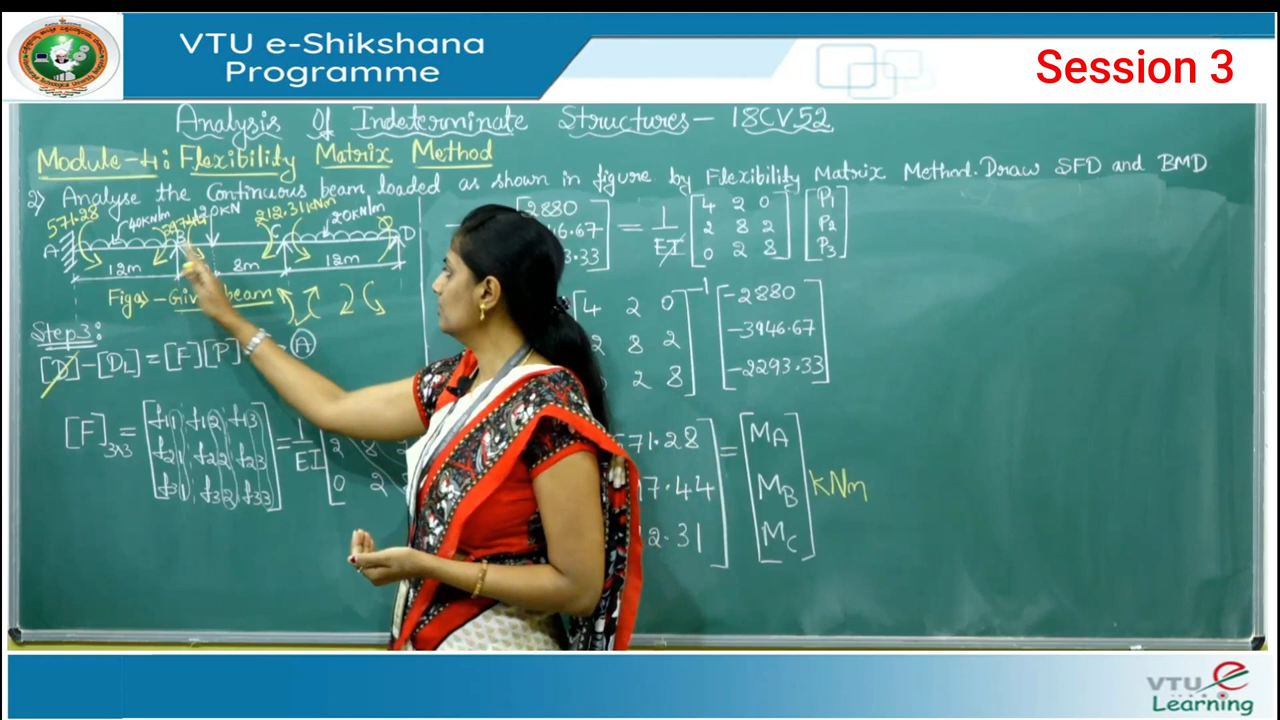 VTU e-Shikshana
Programme
Session 3
Analysis Of Indeterminate Structures - 18CV52
Module-4: Flexibility Matrix Method
2) Analyse the Continuous beam loaded as shown in figure by Flexibility Matrix Method. Draw SFD and BMD
571.28 40kN/m 212.31kNm 20kN/m
A B C D
12m 8m 12m
Fig(a) - Given beam
Step3:
[D] - [DL] = [F][P] A
[F]3x3 = [f11 f12 f13
f21 f22 f23
f31 f32 f33] = 1/EI
2 8
0 2
2880 = 1/EI [4 2 0
2 8 2
0 2 8] [P1
P2
P3]
[4 2 0
2 8 2
2 8]-1 [-2880
-3946.67
-2293.33]
571.28 = [MA
MB
MC] kNm
VTU e
Learning